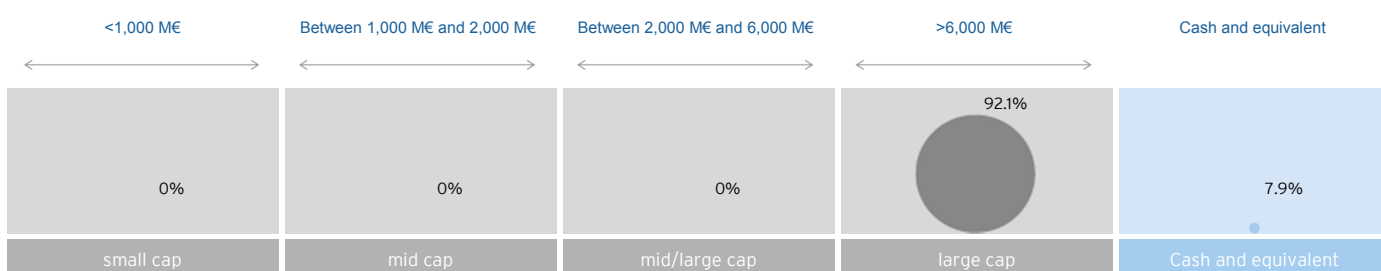 <1,000 M€
Between 1,000 M€ and 2,000 M€
Between 2,000 M€ and 6,000 M€
>6,000 M€
Cash and equivalent
92.1%
0%
0%
0%
7.9%
small cap
mid cap
mid/large cap
large cap
Cash and equivalent